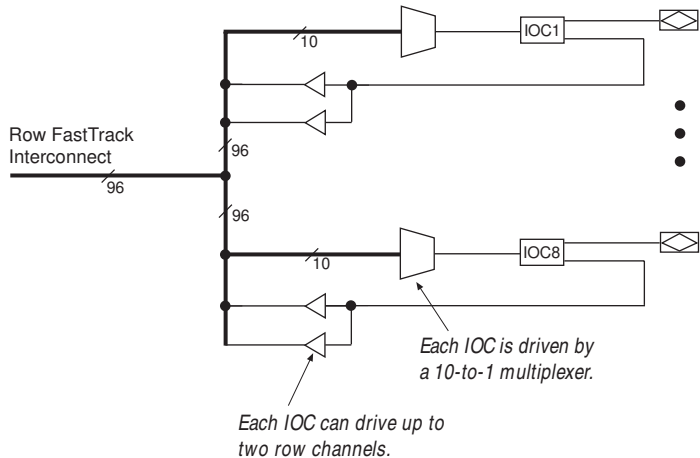 10
IOC1
Row FastTrack
Interconnect
96
96
96
10
IOC8
Each IOC is driven by
a 10-to-1 multiplexer.
Each IOC can drive up to
two row channels.